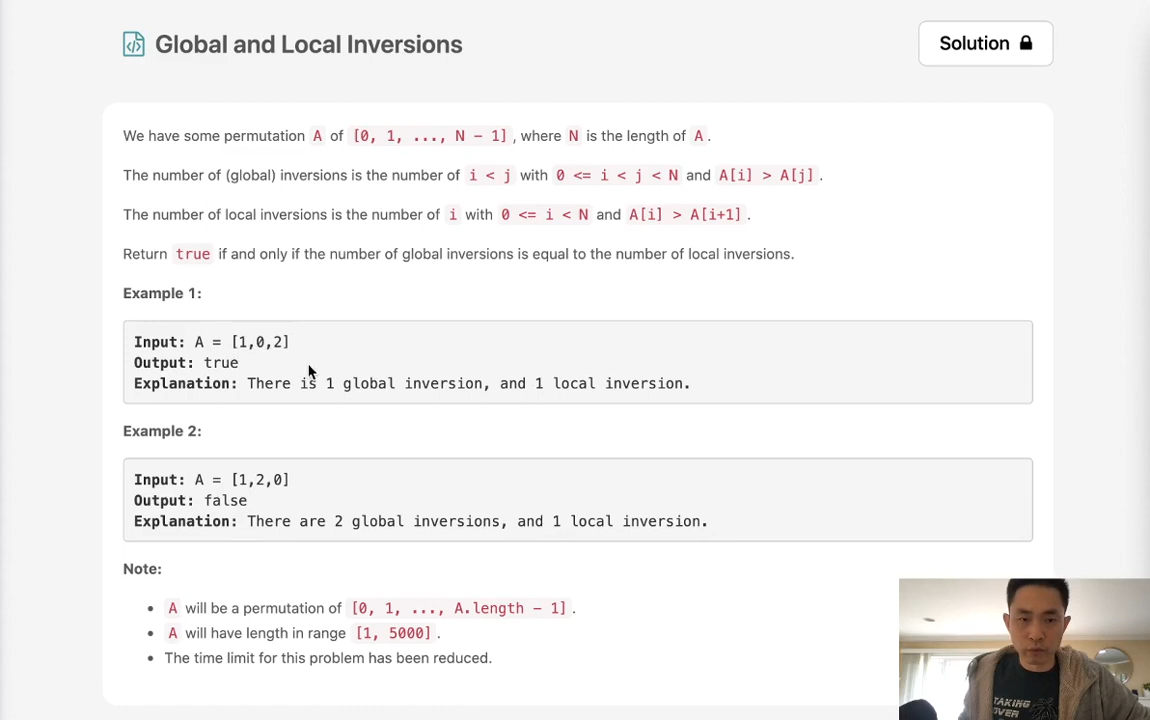 Global and Local Inversions
Solution
We have some permutation A of [0, 1, ..., N - 1], where N is the length of A.
The number of (global) inversions is the number of i < j with 0 <= i < j < N and A[i] > A[j].
The number of local inversions is the number of i with 0 <= i < N and A[i] > A[i+1].
Return true if and only if the number of global inversions is equal to the number of local inversions.
Example 1:
Input: A = [1,0,2]
Output: true
Explanation: There is 1 global inversion, and 1 local inversion.
Example 2:
Input: A = [1,2,0]
Output: false
Explanation: There are 2 global inversions, and 1 local inversion.
Note:
• A will be a permutation of [0, 1, ..., A.length - 1].
• A will have length in range [1, 5000].
• The time limit for this problem has been reduced.
TAKING
OVER